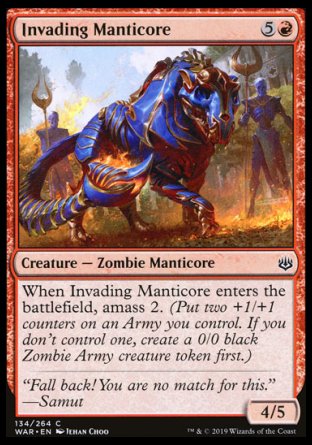 Invading Manticore 5
Creature — Zombie Manticore
When Invading Manticore enters the
battlefield, amass 2. (Put two +1/+1
counters on an Army you control. If you
don't control one, create a 0/0 black
Zombie Army creature token first.)
"Fall back! You are no match for this."
—Samut
4/5
134/264 C
WAR • EN Jehan Choo
™ & © 2019 Wizards of the Coast